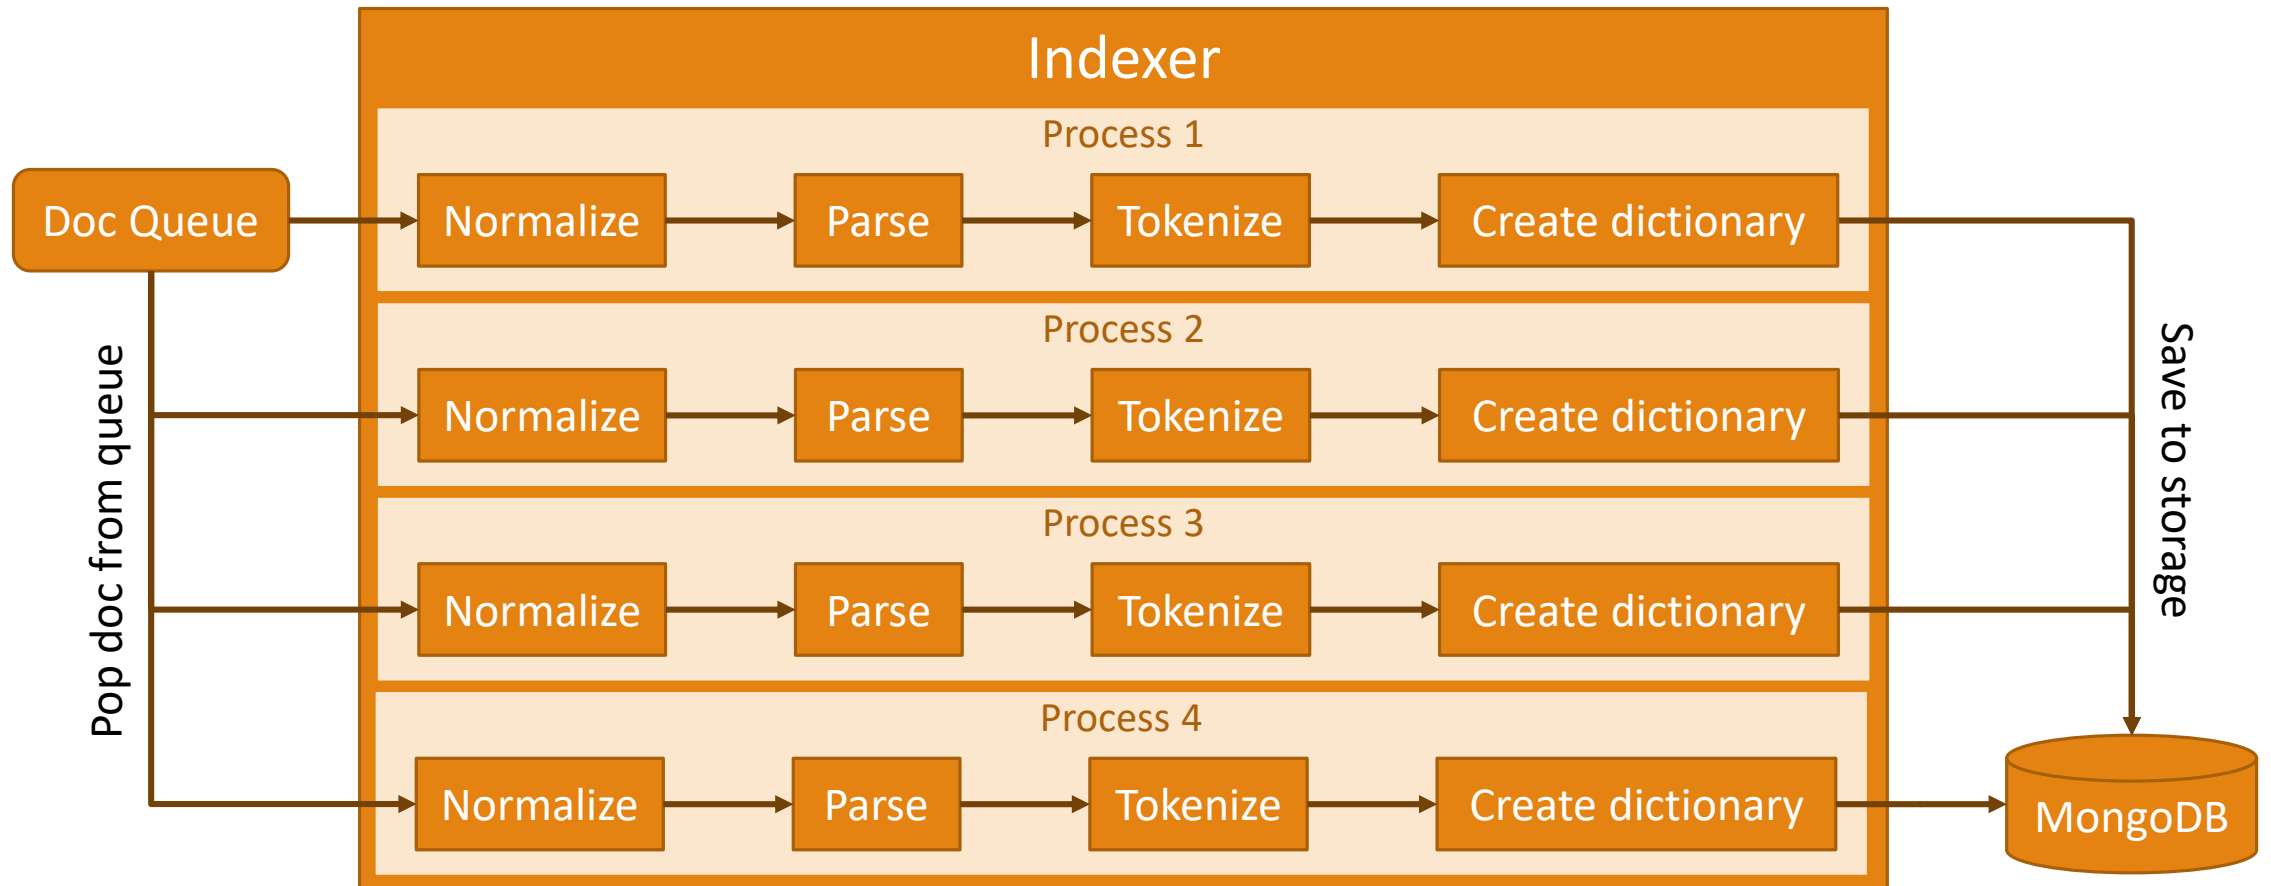 Indexer
Process 1
Doc Queue
Normalize
Parse
Tokenize
Create dictionary
Process 2
Normalize
Parse
Tokenize
Create dictionary
Process 3
Normalize
Parse
Tokenize
Create dictionary
Process 4
Normalize
Parse
Tokenize
Create dictionary
Pop doc from queue
Save to storage
MongoDB